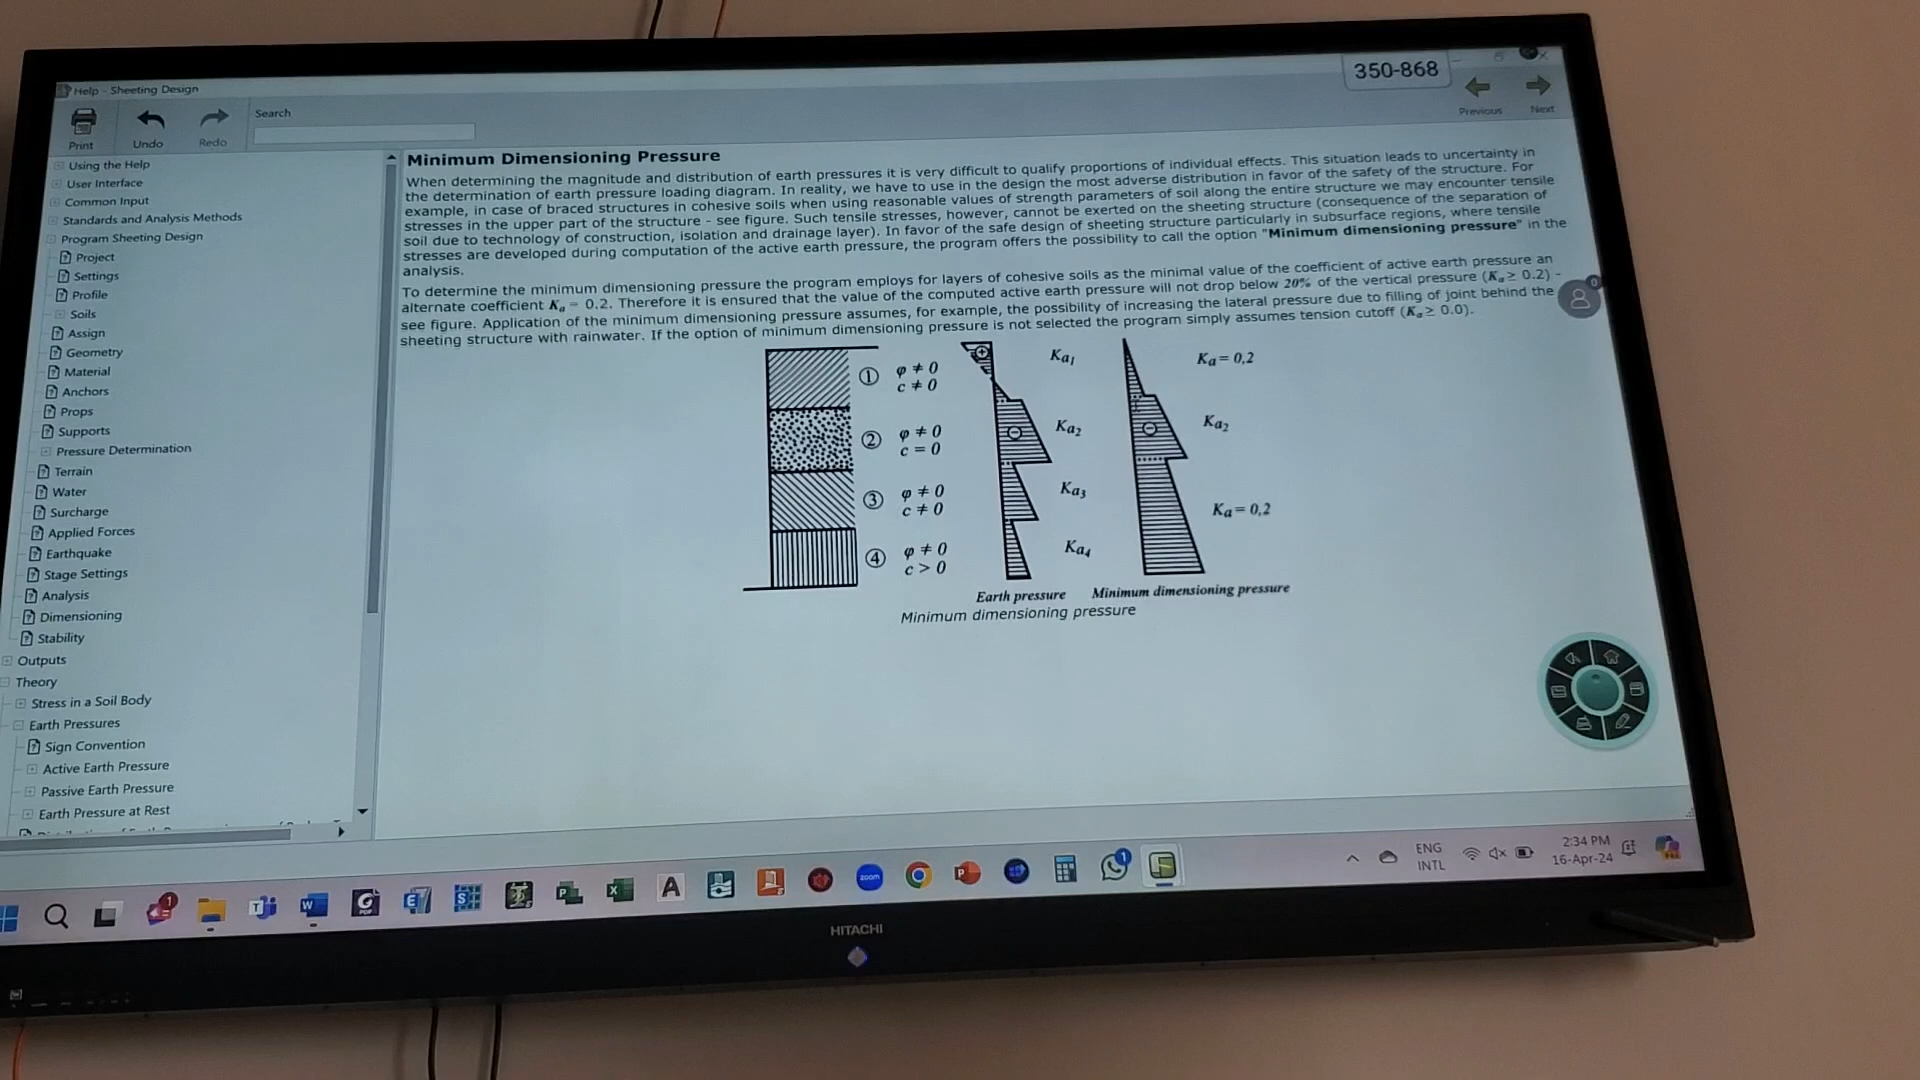 Help - Sheeting Design
350-868
Print
Undo
Redo
Search
Previous
Next
Using the Help
User Interface
Common Input
Standards and Analysis Methods
Program Sheeting Design
Project
Settings
Profile
Soils
Assign
Geometry
Material
Anchors
Props
Supports
Pressure Determination
Terrain
Water
Surcharge
Applied Forces
Earthquake
Stage Settings
Analysis
Dimensioning
Stability
Outputs
Theory
Stress in a Soil Body
Earth Pressures
Sign Convention
Active Earth Pressure
Passive Earth Pressure
Earth Pressure at Rest
Minimum Dimensioning Pressure
When determining the magnitude and distribution of earth pressures it is very difficult to qualify proportions of individual effects. This situation leads to uncertainty in
the determination of earth pressure loading diagram. In reality, we have to use in the design the most adverse distribution in favor of the safety of the structure. For
example, in case of braced structures in cohesive soils when using reasonable values of strength parameters of soil along the entire structure we may encounter tensile
stresses in the upper part of the structure - see figure. Such tensile stresses, however, cannot be exerted on the sheeting structure (consequence of the separation of
soil due to technology of construction, isolation and drainage layer). In favor of the safe design of sheeting structure particularly in subsurface regions, where tensile
stresses are developed during computation of the active earth pressure, the program offers the possibility to call the option "Minimum dimensioning pressure" in the
analysis.
To determine the minimum dimensioning pressure the program employs for layers of cohesive soils as the minimal value of the coefficient of active earth pressure an
alternate coefficient Ka = 0.2. Therefore it is ensured that the value of the computed active earth pressure will not drop below 20% of the vertical pressure (Ka ≥ 0.2) -
see figure. Application of the minimum dimensioning pressure assumes, for example, the possibility of increasing the lateral pressure due to filling of joint behind the
sheeting structure with rainwater. If the option of minimum dimensioning pressure is not selected the program simply assumes tension cutoff (Ka ≥ 0.0).
1 φ ≠ 0
c ≠ 0
2 φ ≠ 0
c = 0
3 φ ≠ 0
c ≠ 0
4 φ ≠ 0
c > 0
Ka1
Ka2
Ka3
Ka4
Ka = 0,2
Ka2
Ka = 0,2
Earth pressure
Minimum dimensioning pressure
Minimum dimensioning pressure
zoom
ENG
INTL
2:34 PM
16-Apr-24
HITACHI